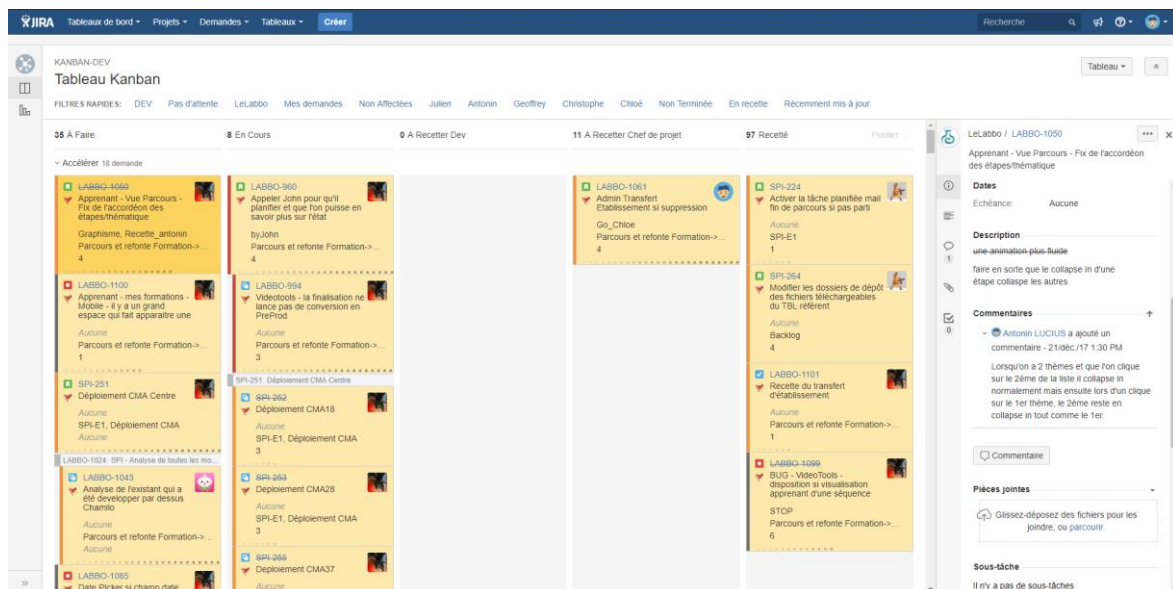 JIRA Tableaux de bord Projets Demandes Tableaux Créer Recherche
KANBAN-DEV
Tableau Kanban
Tableau
FILTRES RAPIDES: DEV Pas d'attente LeLabbo Mes demandes Non Affectées Julien Antonin Geoffrey Christophe Chloé Non Terminée En recette Récemment mis à jour
35 À Faire 8 En Cours 0 A Recetter Dev 11 A Recetter Chef de projet 97 Recetté Publier...
Accélérer 18 demande
LABBO-1050
Apprenant - Vue Parcours -
Fix de l'accordéon des
étapes/thématique
Graphisme, Recette_antonin
Parcours et refonte Formation->...
4
LABBO-1100
Apprenant - mes formations -
Mobile - il y a un grand
espace qui fait apparaitre une
Aucune
Parcours et refonte Formation->...
1
SPI-251
Déploiement CMA Centre
Aucune
SPI-E1, Déploiement CMA
Aucune
LABBO-1024 SPI - Analyse de toutes les mo...
LABBO-1043
Analyse de l'existant qui a
été developper par dessus
Chamilo
Aucune
Parcours et refonte Formation->...
Aucune
LABBO-1085
Date Picker si champ date
LABBO-960
Appeler John pour qu'il
planifier et que l'on puisse en
savoir plus sur l'état
byJohn
Parcours et refonte Formation->...
4
LABBO-994
Videotools - la finalisation ne
lance pas de conversion en
PreProd
Aucune
Parcours et refonte Formation->...
3
SPI-251 Déploiement CMA Centre
SPI-252
Déploiement CMA18
Aucune
SPI-E1, Déploiement CMA
3
SPI-253
Deploiement CMA28
Aucune
SPI-E1, Déploiement CMA
3
SPI-255
Deploiement CMA37
Aucune
LABBO-1061
Admin Transfert
Etablissement si suppression
Go_Chloe
Parcours et refonte Formation->...
4
SPI-224
Activer la tâche planifiée mail
fin de parcours si pas parti
Aucune
SPI-E1
1
SPI-264
Modifier les dossiers de dépôt
des fichiers téléchargeables
du TBL référent
Aucune
Backlog
4
LABBO-1101
Recette du transfert
d'établissement
Aucune
Parcours et refonte Formation->...
1
LABBO-1099
BUG - VideoTools -
disposition si visualisation
apprenant d'une séquence
STOP
Parcours et refonte Formation->...
6
1
0
LeLabbo / LABBO-1050
Apprenant - Vue Parcours - Fix de l'accordéon
des étapes/thématique
Dates
Echéance: Aucune
Description
une animation plus fluide
faire en sorte que le collapse In d'une
étape collapse les autres
Commentaires
Antonin LUCIUS a ajouté un
commentaire - 21/déc./17 1:30 PM
Lorsqu'on a 2 thèmes et que l'on clique
sur le 2ème de la liste il collapse in
normalement mais ensuite lors d'un clique
sur le 1er thème, le 2ème reste en
collapse in tout comme le 1er.
Commentaire
Pièces jointes
Glissez-déposez des fichiers pour les
joindre, ou parcourir.
Sous-tâche
Il n'y a pas de sous-tâches